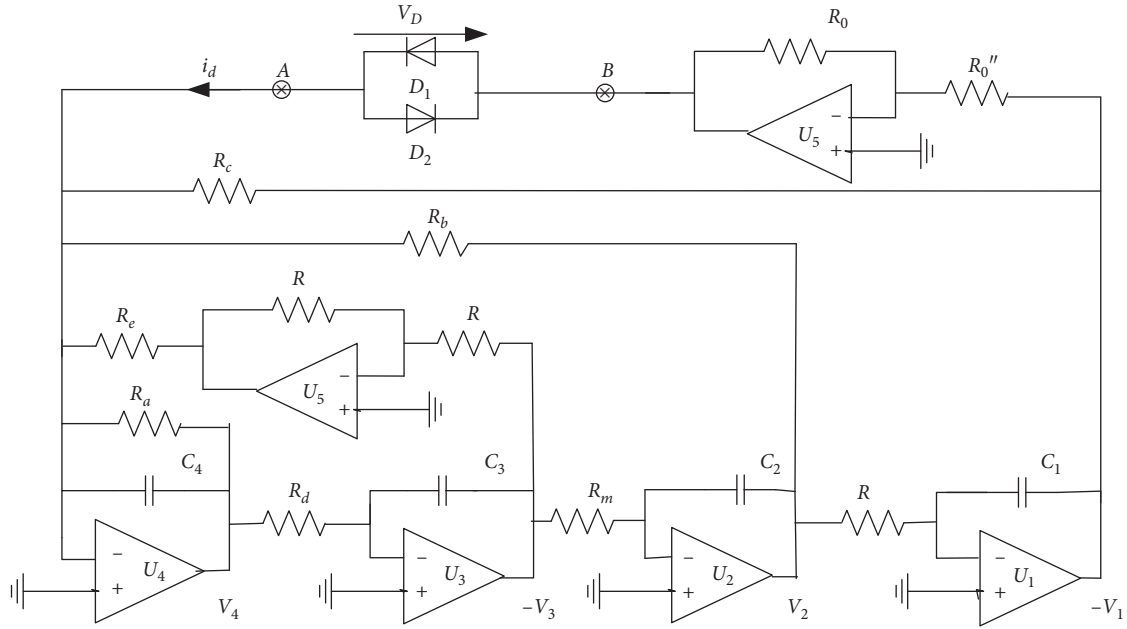 V_D
R_0
i_d
A
B
R_0″
D_1
−
U_5
+
D_2
R_c
R_b
R
R
R_e
−
U_5
+
R_a
C_4
C_3
C_2
C_1
R_d
R_m
R
−
U_4
+
−
U_3
+
−
U_2
+
−
U_1
+
V_4
−V_3
V_2
−V_1